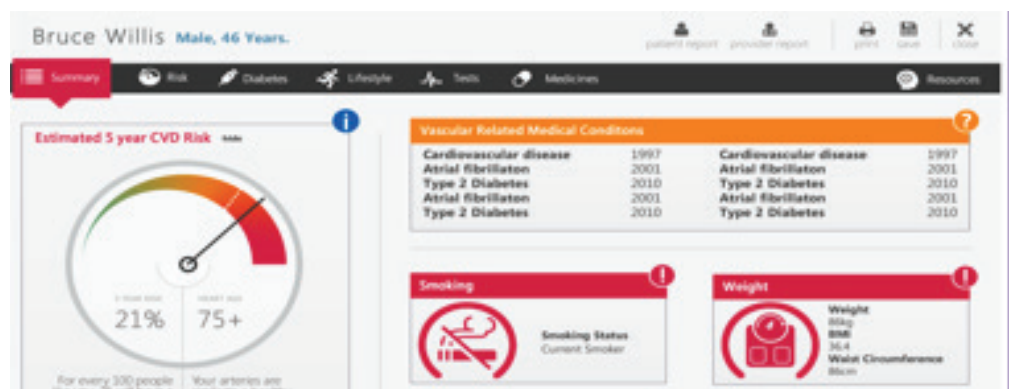 Bruce Willis Male, 46 Years.
patient report provider report print save close
Summary Risk Diabetes Lifestyle Tests Medicines Resources
Estimated 5 year CVD Risk
21% 75+
For every 100 people
Your arteries are
Vascular Related Medical Conditons
Cardiovascular disease 1997 Cardiovascular disease 1997
Atrial fibrillaton 2001 Atrial fibrillaton 2001
Type 2 Diabetes 2010 Type 2 Diabetes 2010
Atrial fibrillaton 2001 Atrial fibrillaton 2001
Type 2 Diabetes 2010 Type 2 Diabetes 2010
Smoking
Smoking Status
Current Smoker
Weight
Weight
86kg
BMI
36.4
Waist Circumference
86cm